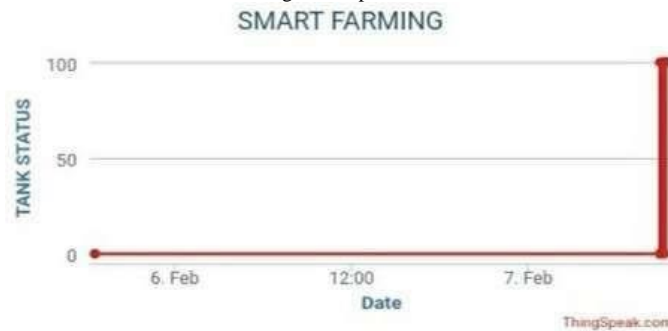 SMART FARMING
100
TANK STATUS
50
0
6. Feb
12:00
7. Feb
Date
ThingSpeak.com